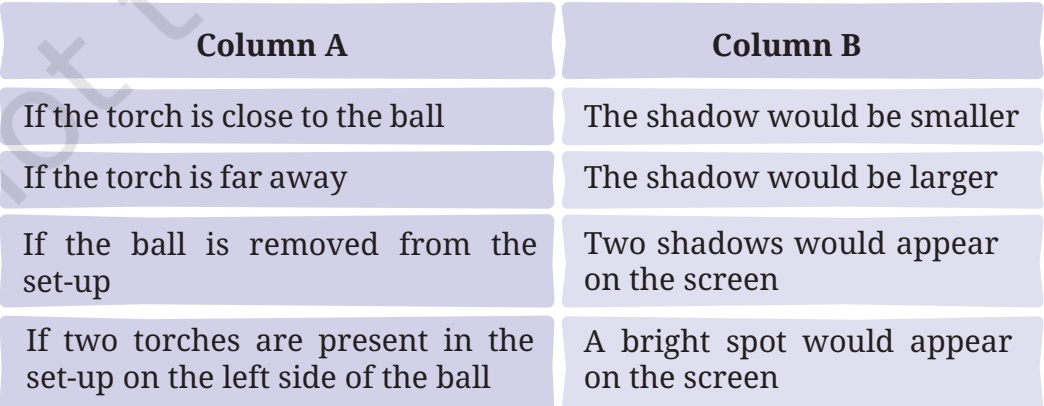 Column A Column B
If the torch is close to the ball The shadow would be smaller
If the torch is far away The shadow would be larger
If the ball is removed from the
set-up
Two shadows would appear
on the screen
If two torches are present in the
set-up on the left side of the ball
A bright spot would appear
on the screen
not t